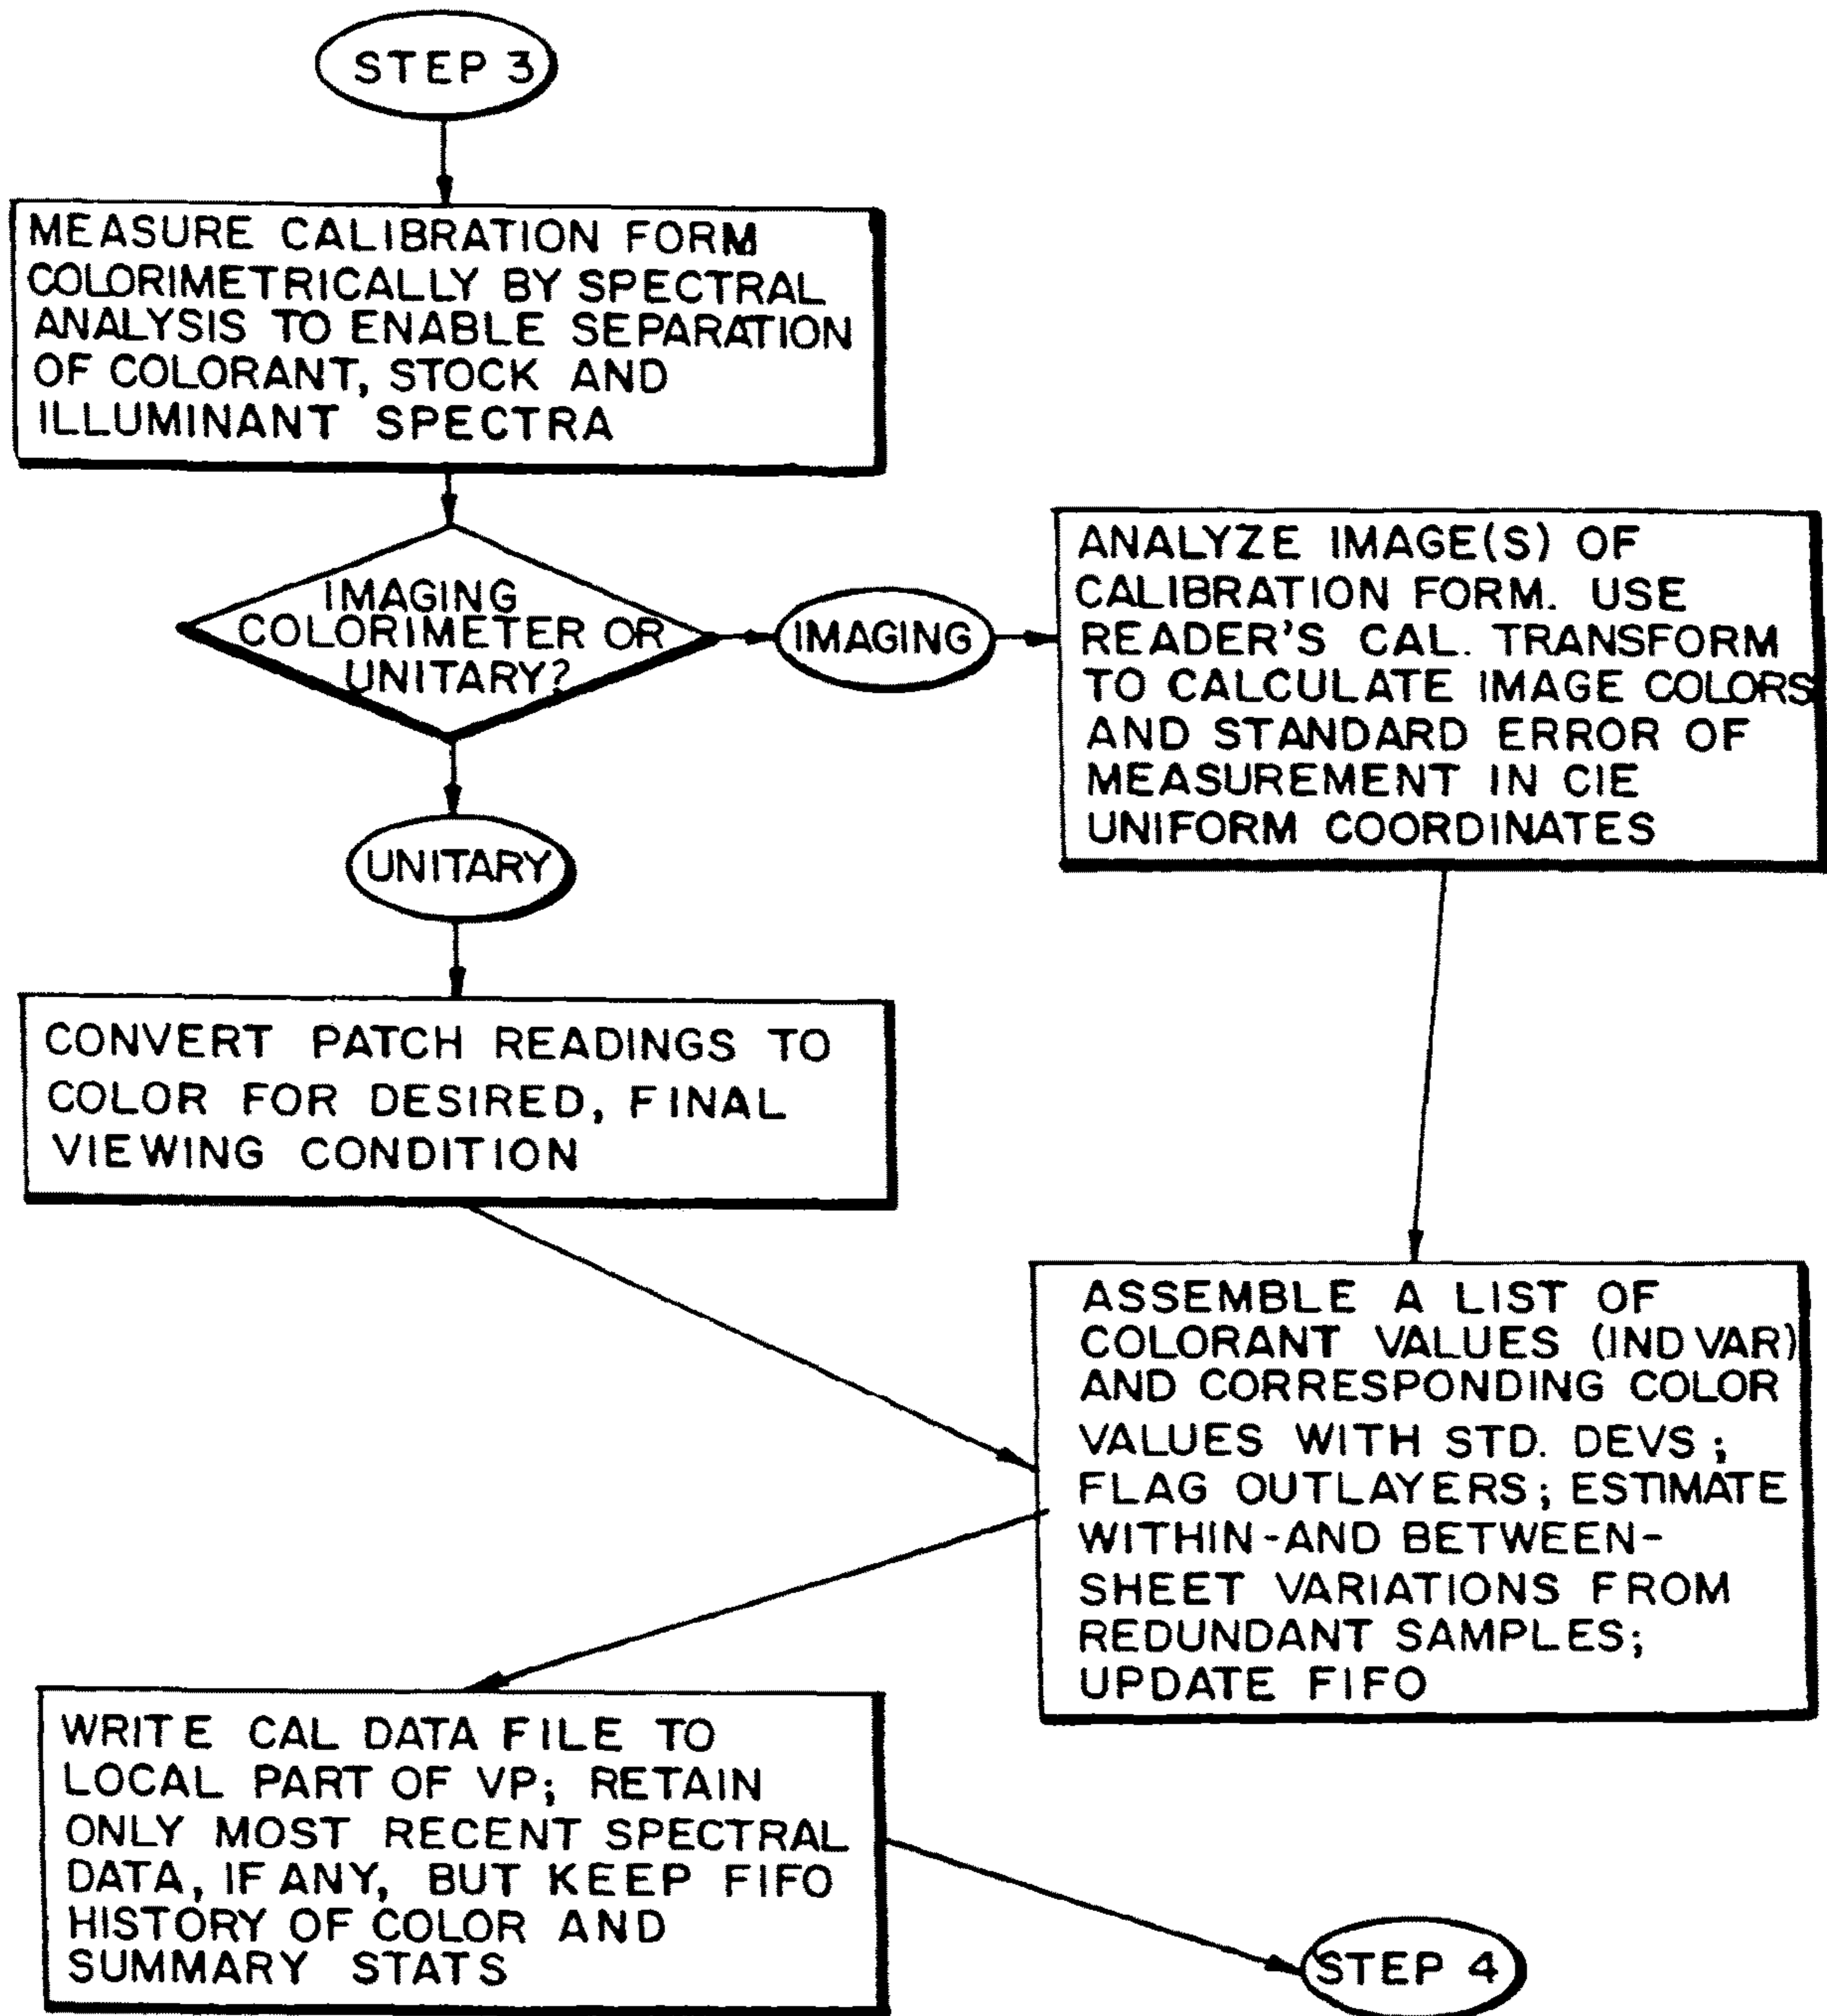 STEP 3
MEASURE CALIBRATION FORM
COLORIMETRICALLY BY SPECTRAL
ANALYSIS TO ENABLE SEPARATION
OF COLORANT, STOCK AND
ILLUMINANT SPECTRA
IMAGING
COLORIMETER OR
UNITARY?
IMAGING
ANALYZE IMAGE(S) OF
CALIBRATION FORM. USE
READER'S CAL. TRANSFORM
TO CALCULATE IMAGE COLORS
AND STANDARD ERROR OF
MEASUREMENT IN CIE
UNIFORM COORDINATES
UNITARY
CONVERT PATCH READINGS TO
COLOR FOR DESIRED, FINAL
VIEWING CONDITION
ASSEMBLE A LIST OF
COLORANT VALUES (IND VAR)
AND CORRESPONDING COLOR
VALUES WITH STD. DEVS;
FLAG OUTLAYERS; ESTIMATE
WITHIN-AND BETWEEN-
SHEET VARIATIONS FROM
REDUNDANT SAMPLES;
UPDATE FIFO
WRITE CAL DATA FILE TO
LOCAL PART OF VP; RETAIN
ONLY MOST RECENT SPECTRAL
DATA, IF ANY, BUT KEEP FIFO
HISTORY OF COLOR AND
SUMMARY STATS
STEP 4